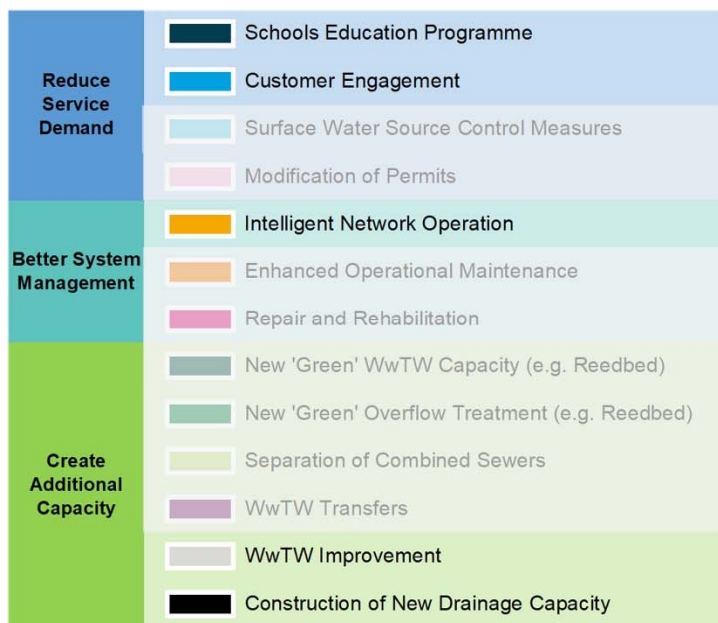 Reduce
Service
Demand
Schools Education Programme
Customer Engagement
Surface Water Source Control Measures
Modification of Permits
Better System
Management
Intelligent Network Operation
Enhanced Operational Maintenance
Repair and Rehabilitation
Create
Additional
Capacity
New 'Green' WwTW Capacity (e.g. Reedbed)
New 'Green' Overflow Treatment (e.g. Reedbed)
Separation of Combined Sewers
WwTW Transfers
WwTW Improvement
Construction of New Drainage Capacity